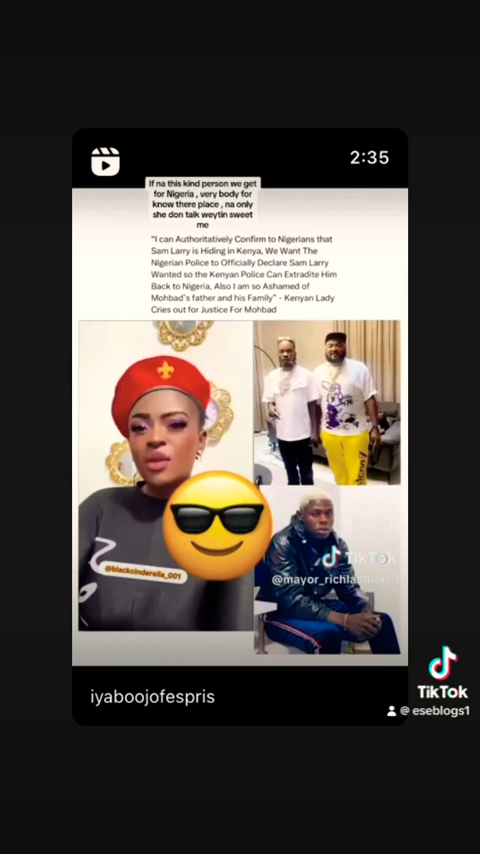 2:35
If na this kind person we get
for Nigeria , very body for
know there place , na only
she don talk weytin sweet
me
"I can Authoritatively Confirm to Nigerians that
Sam Larry is Hiding in Kenya, We Want The
Nigerian Police to Officially Declare Sam Larry
Wanted so the Kenyan Police Can Extradite Him
Back to Nigeria, Also I am so Ashamed of
Mohbad's father and his Family" - Kenyan Lady
Cries out for Justice For Mohbad
@blackcinderella_001
TikTok
iyaboojofespris
TikTok
@ eseblogs1